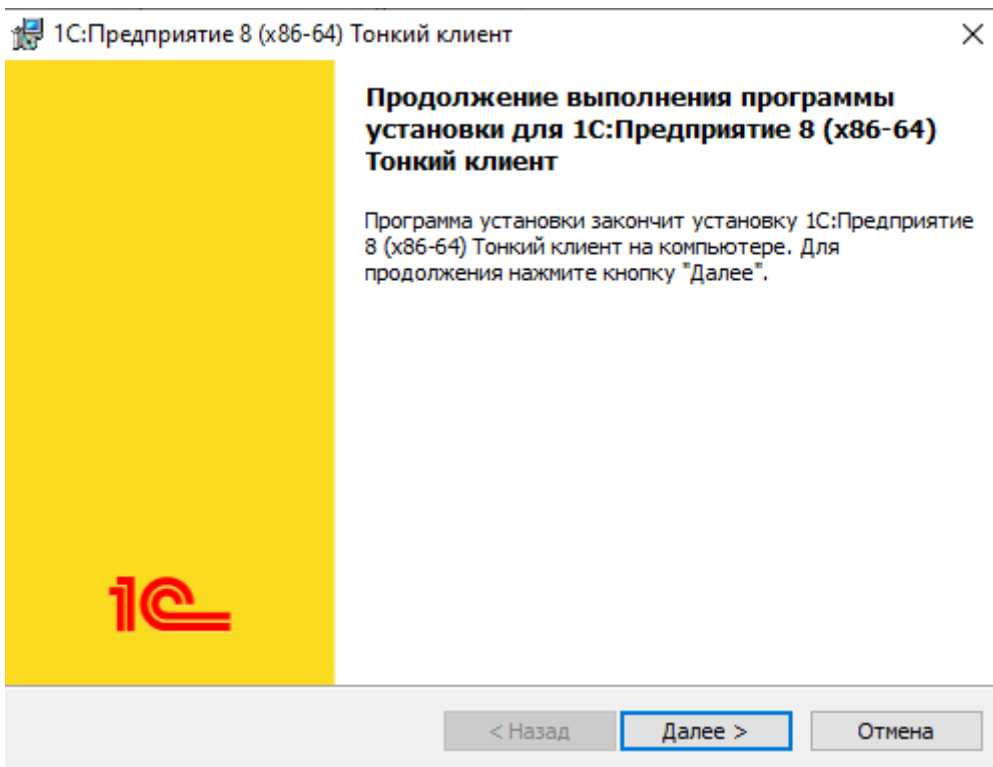 1С:Предприятие 8 (x86-64) Тонкий клиент
Продолжение выполнения программы
установки для 1С:Предприятие 8 (x86-64)
Тонкий клиент
Программа установки закончит установку 1С:Предприятие
8 (x86-64) Тонкий клиент на компьютере. Для
продолжения нажмите кнопку "Далее".
1С
< Назад
Далее >
Отмена